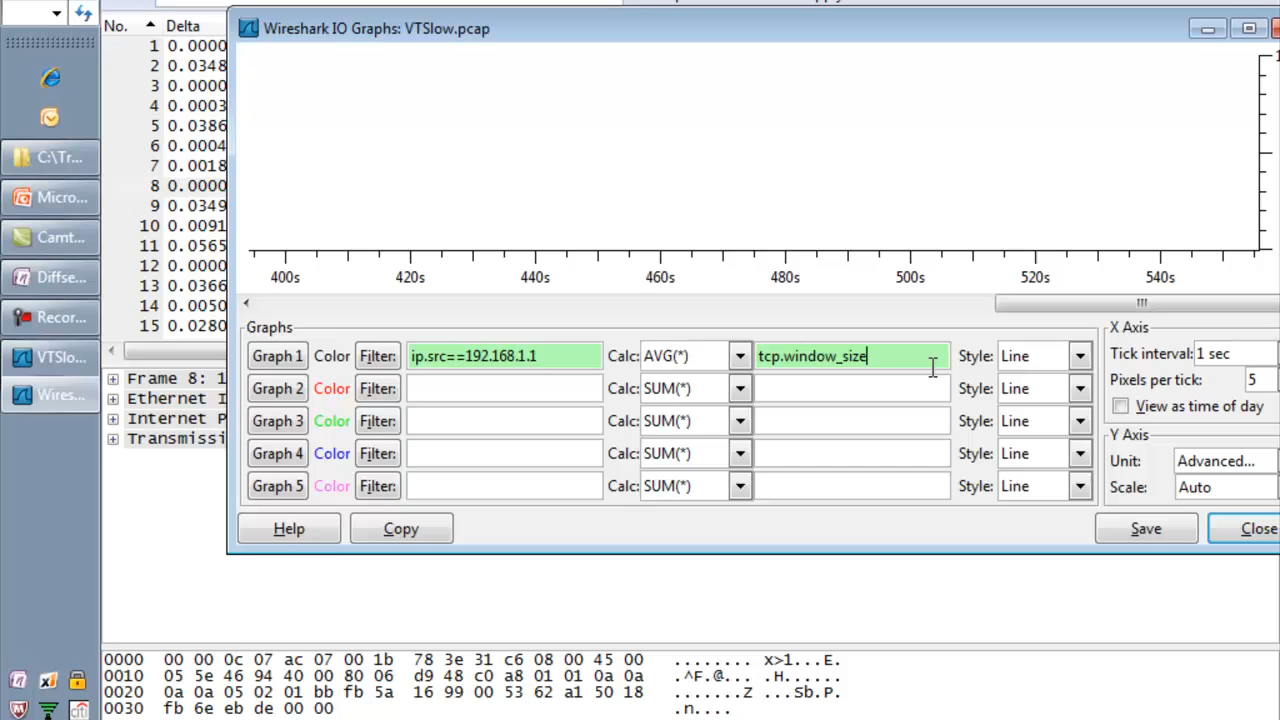 No. Delta
Wireshark IO Graphs: VTSlow.pcap
1 0.0000
2 0.0348
3 0.0000
4 0.0003
5 0.0386
6 0.0004
7 0.0018
8 0.0000
9 0.0349
10 0.0091
11 0.0565
12 0.0000
13 0.0366
14 0.0050
15 0.0280
C:\Tr...
Micro...
Camt...
Diffse...
Recor...
VTSlo...
Wires...
400s 420s 440s 460s 480s 500s 520s 540s
Graphs
Graph 1 Color Filter: ip.src==192.168.1.1 Calc: AVG(*) tcp.window_size Style: Line
Graph 2 Color Filter: Calc: SUM(*) Style: Line
Graph 3 Color Filter: Calc: SUM(*) Style: Line
Graph 4 Color Filter: Calc: SUM(*) Style: Line
Graph 5 Color Filter: Calc: SUM(*) Style: Line
X Axis
Tick interval: 1 sec
Pixels per tick: 5
View as time of day
Y Axis
Unit: Advanced...
Scale: Auto
Help Copy Save Close
Frame 8: 1
Ethernet I
Internet P
Transmissi
0000 00 00 0c 07 ac 07 00 1b 78 3e 31 c6 08 00 45 00 ........ x>1...E.
0010 05 5e 46 94 40 00 80 06 d9 48 c0 a8 01 01 0a 0a .^F.@... .H......
0020 0a 0a 05 02 01 bb fb 5a 16 99 00 53 62 a1 50 18 .......Z ...Sb.P.
0030 fb 6e eb de 00 00 .n....